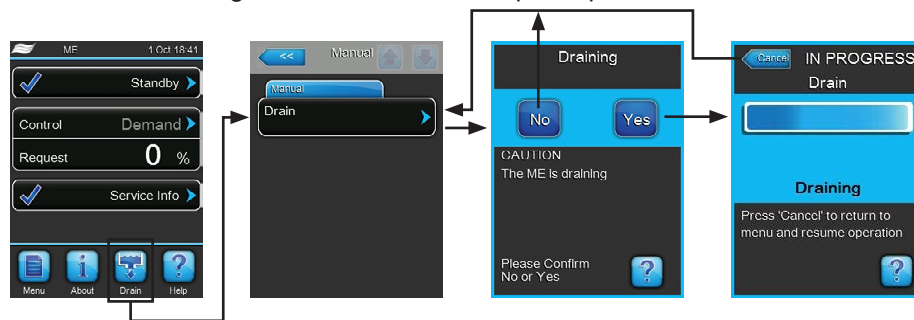 ME 1 Oct 18:41
Standby
Control Demand
Request 0 %
Service Info
Menu About Drain Help
<< Manual
Manual
Drain
Draining
No Yes
CAUTION
The ME is draining
Please Confirm
No or Yes
?
Cancel IN PROGRESS
Drain
Draining
Press 'Cancel' to return to
menu and resume operation
?